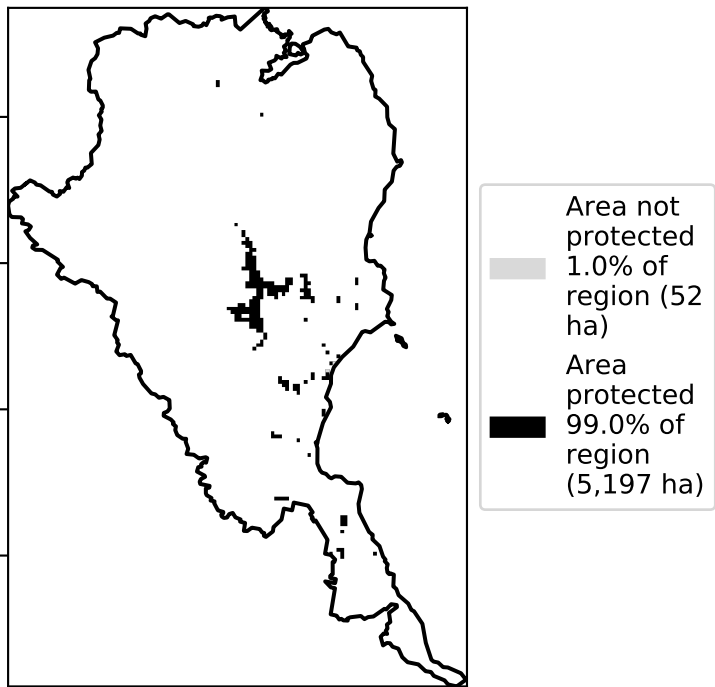 Area not
protected
1.0% of
region (52
ha)
Area
protected
99.0% of
region
(5,197 ha)